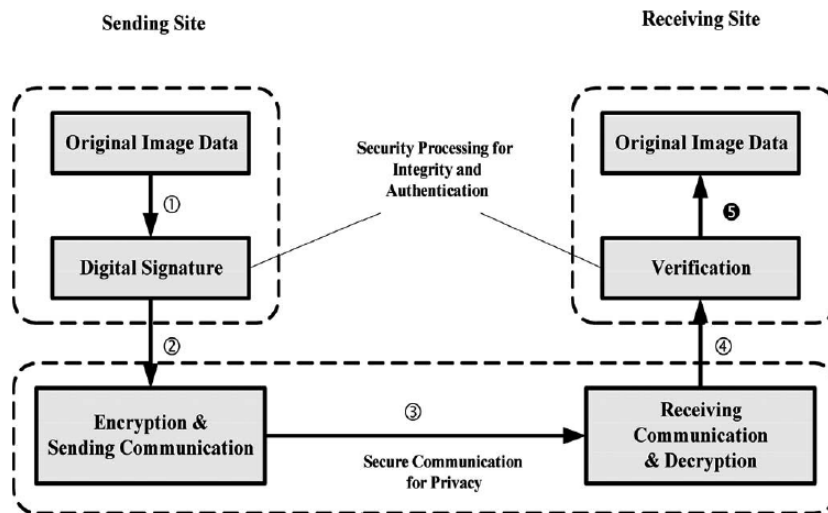 Sending Site
Receiving Site
Original Image Data
Security Processing for
Integrity and
Authentication
Original Image Data
①
❺
Digital Signature
Verification
②
④
Encryption &
Sending Communication
③
Secure Communication
for Privacy
Receiving
Communication
& Decryption